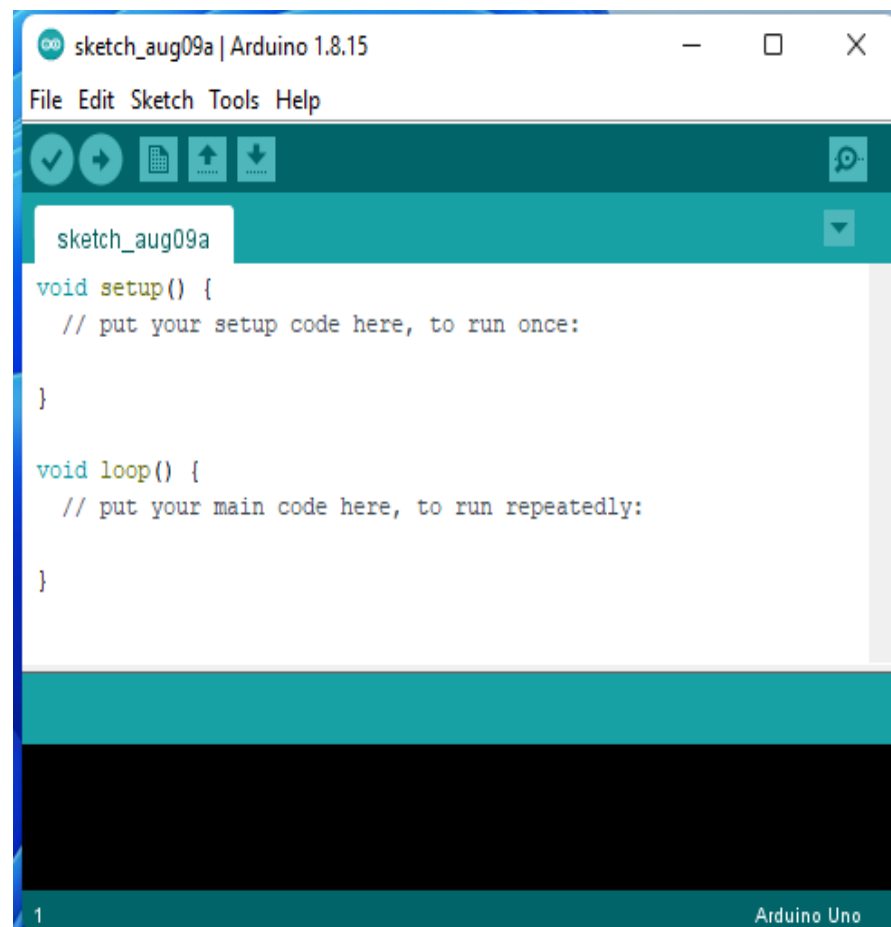 sketch_aug09a | Arduino 1.8.15
File Edit Sketch Tools Help
sketch_aug09a
void setup() {
  // put your setup code here, to run once:
}
void loop() {
  // put your main code here, to run repeatedly:
}
1 Arduino Uno